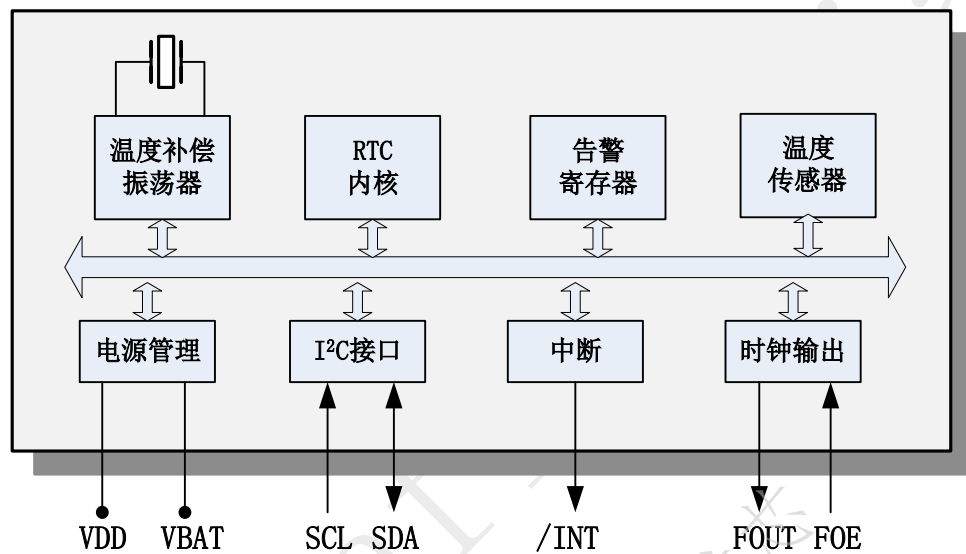 温度补偿
振荡器
RTC
内核
告警
寄存器
温度
传感器
电源管理
I²C接口
中断
时钟输出
VDD
VBAT
SCL
SDA
/INT
FOUT
FOE